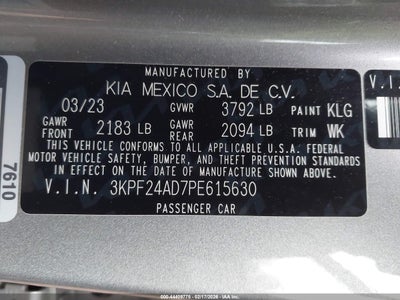 MANUFACTURED BY
KIA MEXICO S.A. DE C.V.
03/23 GVWR 3792 LB PAINT KLG
GAWR FRONT 2183 LB GAWR REAR 2094 LB TRIM WK
THIS VEHICLE CONFORMS TO ALL APPLICABLE U.S. FEDERAL
MOTOR VEHICLE SAFETY, BUMPER, AND THEFT PREVENTION STANDARDS
IN EFFECT ON THE DATE OF MANUFACTURE SHOWN ABOVE.
V.I.N. 3KPF24AD7PE615630
PASSENGER CAR
7610
V.I.